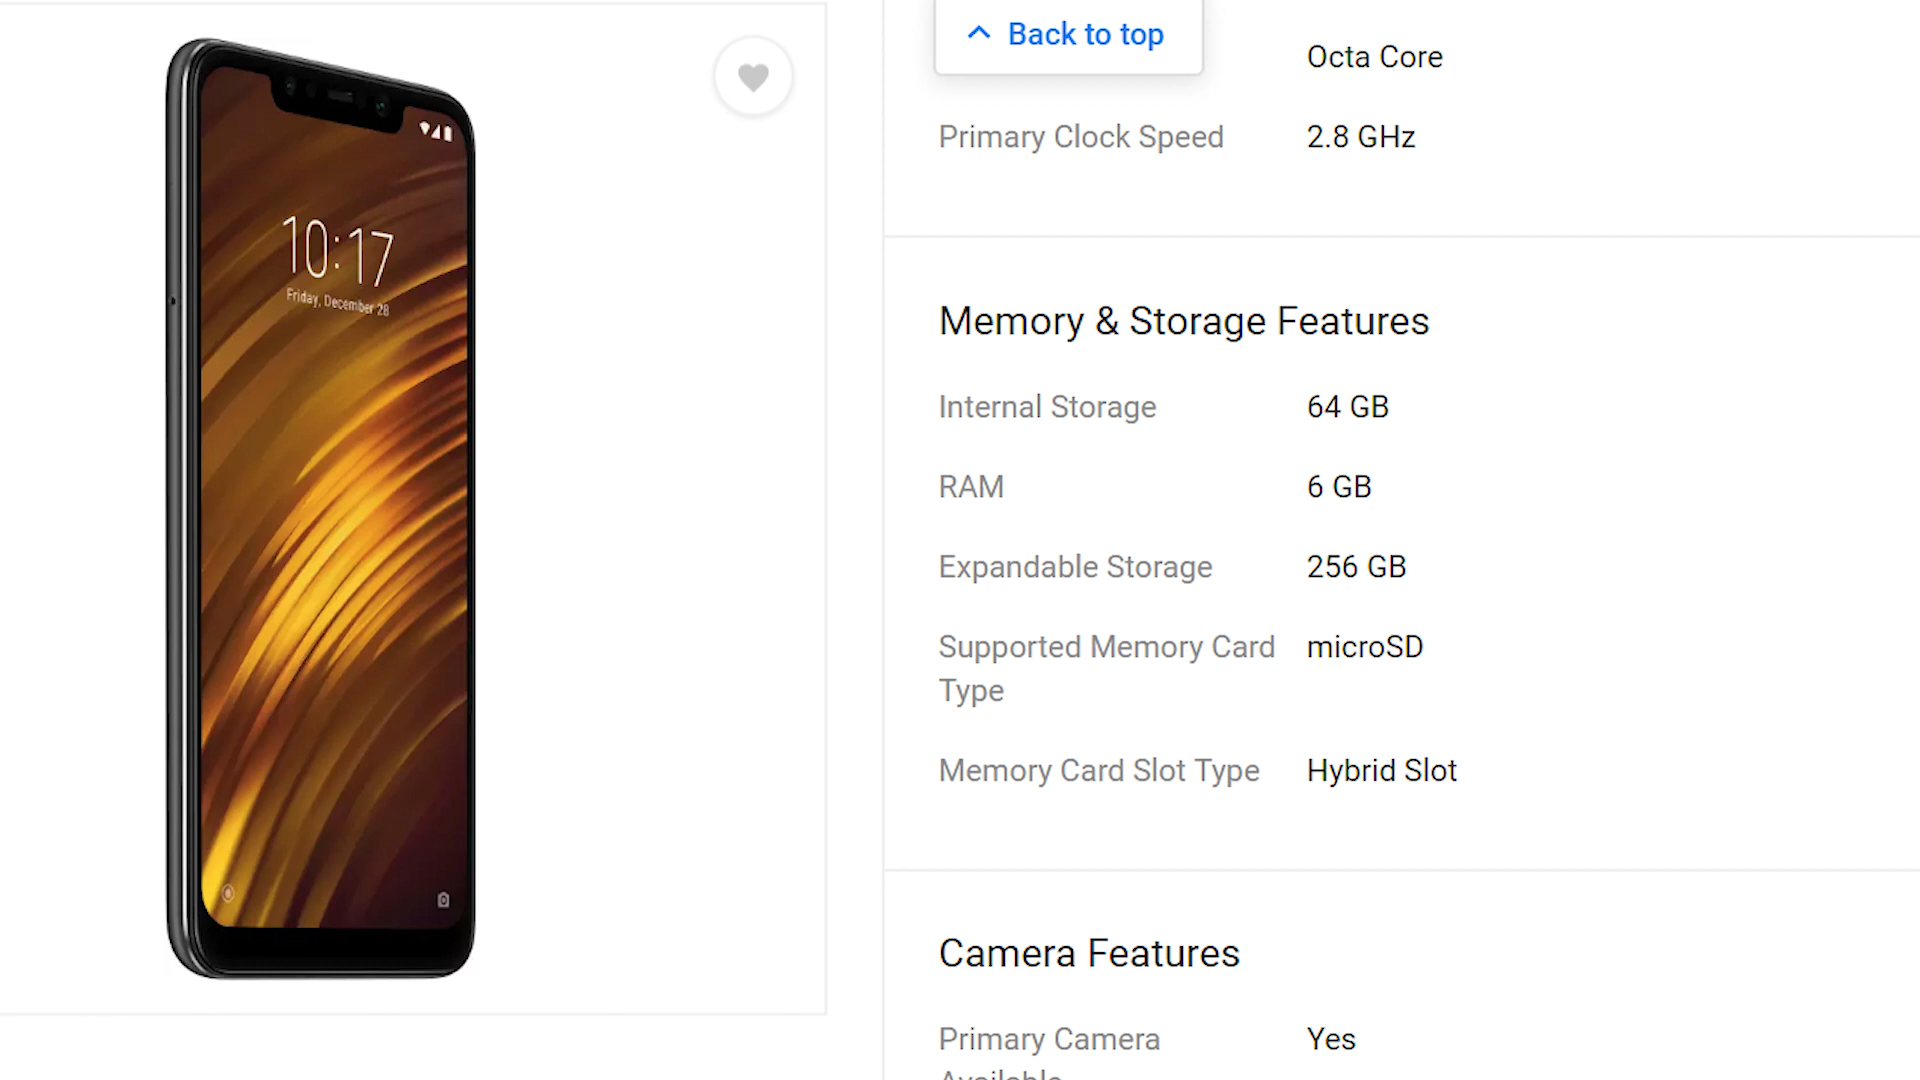 10:17
Friday, December 28
Back to top
Octa Core
Primary Clock Speed 2.8 GHz
Memory & Storage Features
Internal Storage 64 GB
RAM 6 GB
Expandable Storage 256 GB
Supported Memory Card microSD
Type
Memory Card Slot Type Hybrid Slot
Camera Features
Primary Camera Yes
Available